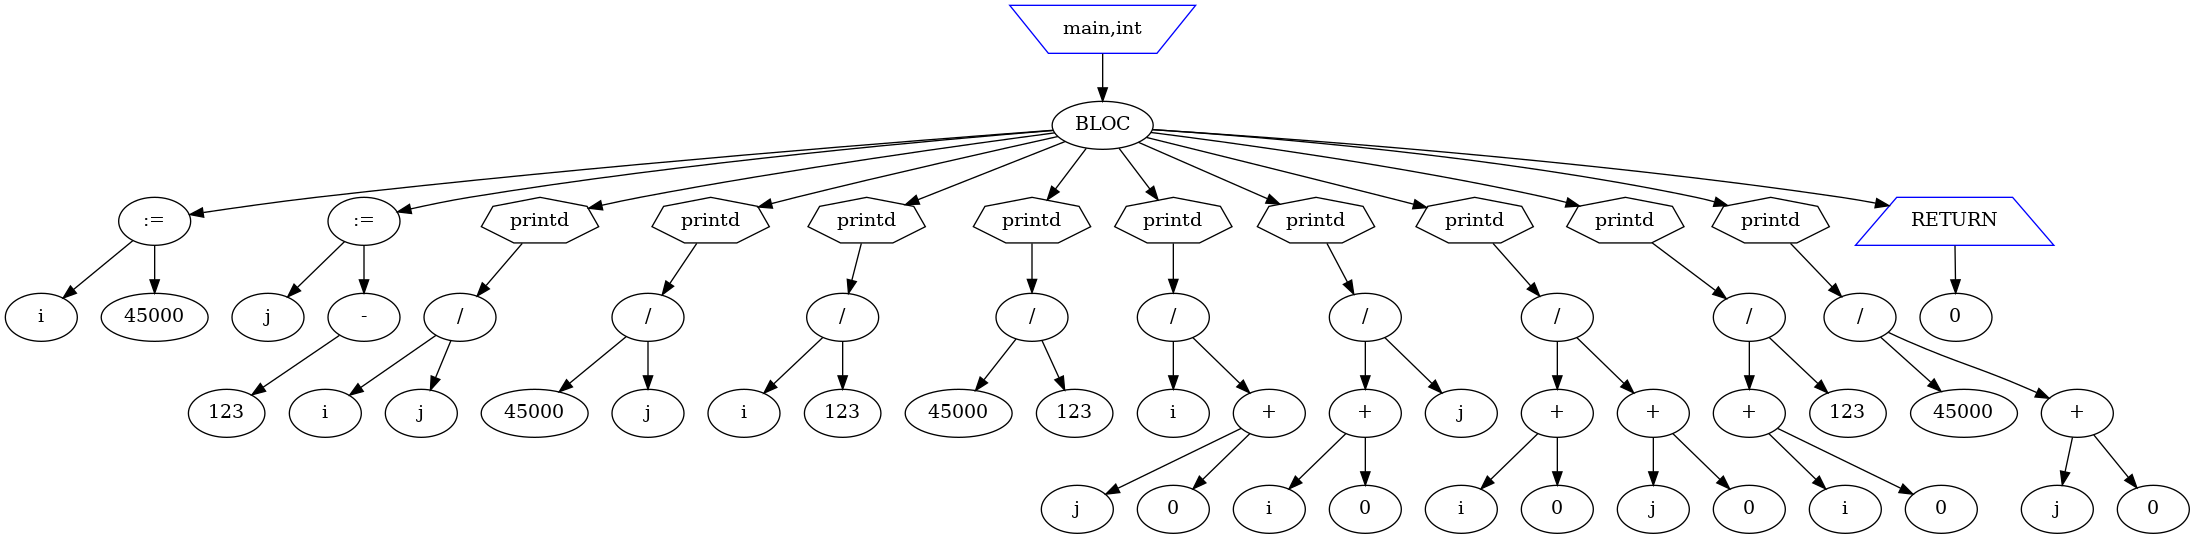 main,int
BLOC
:= := printd printd printd printd printd printd printd printd printd RETURN
i 45000 j - / / / / / / / / / 0
123 i j 45000 j i 123 45000 123 i + + j + + + 123 45000 +
j 0 i 0 i 0 j 0 i 0 j 0